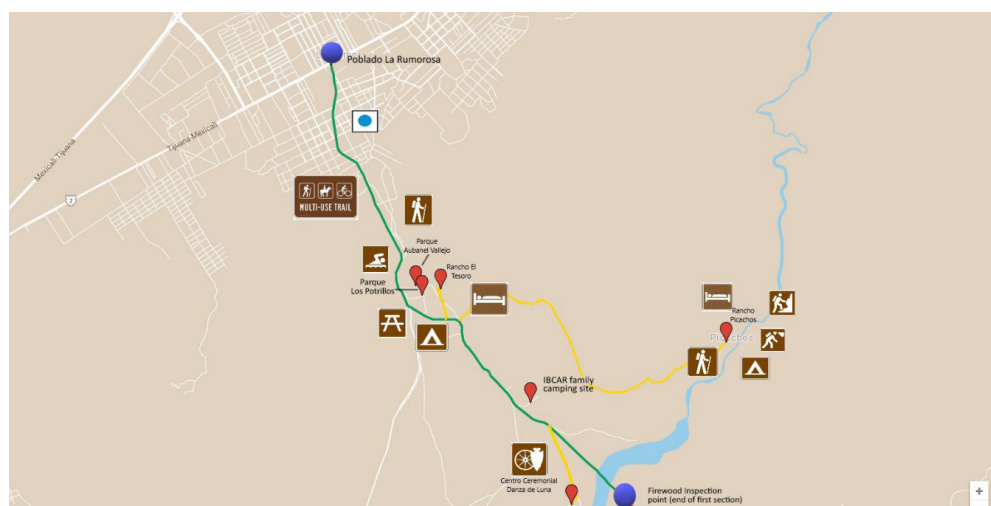 Poblado La Rumorosa
Tijuana Mexicali
Mexicali Tijuana
2
MULTI-USE TRAIL
Parque
Aubanel Vallejo
Rancho El
Tesoro
Parque
Los Potrillos
Rancho
Picachos
Picachos
IBCAR family
camping site
Centro Ceremonial
Danza de Luna
Firewood Inspection
point (end of first section)
+